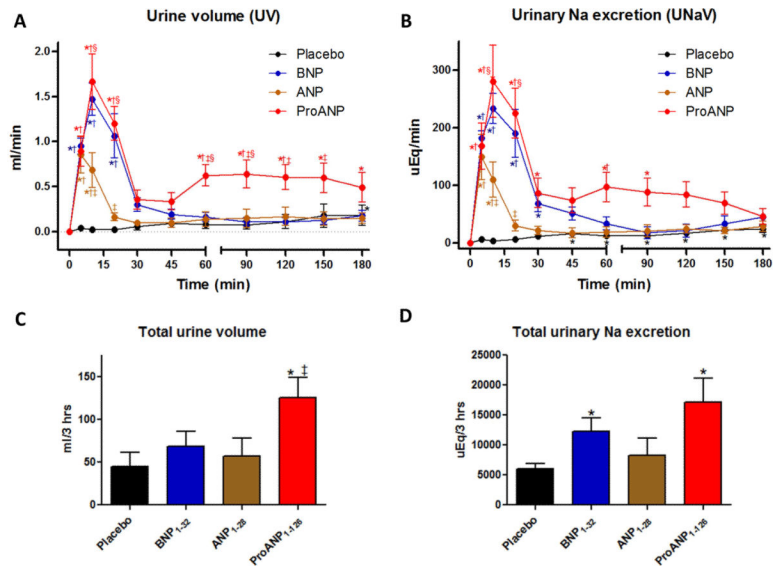 A
Urine volume (UV)
Placebo
BNP
ANP
ProANP
ml/min
2.0
1.5
1.0
0.5
0.0
*†
*†§
*†
*†
*†‡
*†§
*†
‡
*†‡§
*†‡§
*†‡
*‡
*
*
0 15 30 45 60 90 120 150 180
Time (min)
B
Urinary Na excretion (UNaV)
Placebo
BNP
ANP
ProANP
uEq/min
300
200
100
0
*†§
*†
*†
*†
*†
*†‡
*†§
*†
‡
*
*
*†
*
*
*
*
*
*
*
0 15 30 45 60 90 120 150 180
Time (min)
C
Total urine volume
ml/3 hrs
150
100
50
0
* ‡
Placebo
BNP1-32
ANP1-28
ProANP1-126
D
Total urinary Na excretion
uEq/3 hrs
25000
20000
15000
10000
5000
0
*
*
Placebo
BNP1-32
ANP1-28
ProANP1-126